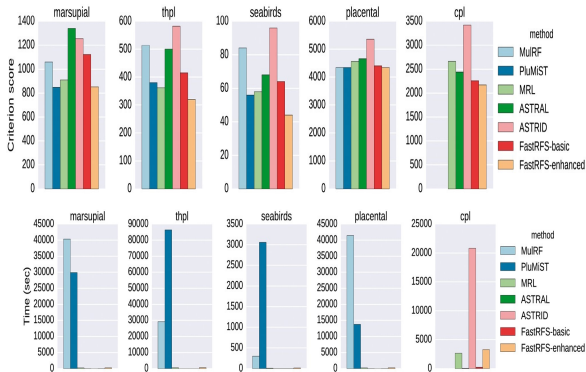 marsupial thpl seabirds placental cpl
Criterion score
1400 600 100 6000 3500
1200 500 80 5000 3000
1000 400 60 4000 2500
800 300 40 3000 2000
600 200 20 2000 1500
400 100 0 1000 1000
200 0 0 500
0 0
method
MulRF
PluMiST
MRL
ASTRAL
ASTRID
FastRFS-basic
FastRFS-enhanced
marsupial thpl seabirds placental cpl
Time (sec)
45000 90000 3500 45000 25000
40000 80000 3000 40000 20000
35000 70000 2500 35000 15000
30000 60000 2000 30000 10000
25000 50000 1500 25000 5000
20000 40000 1000 20000 0
15000 30000 500 15000
10000 20000 0 10000
5000 10000 5000
0 0 0
method
MulRF
PluMiST
MRL
ASTRAL
ASTRID
FastRFS-basic
FastRFS-enhanced